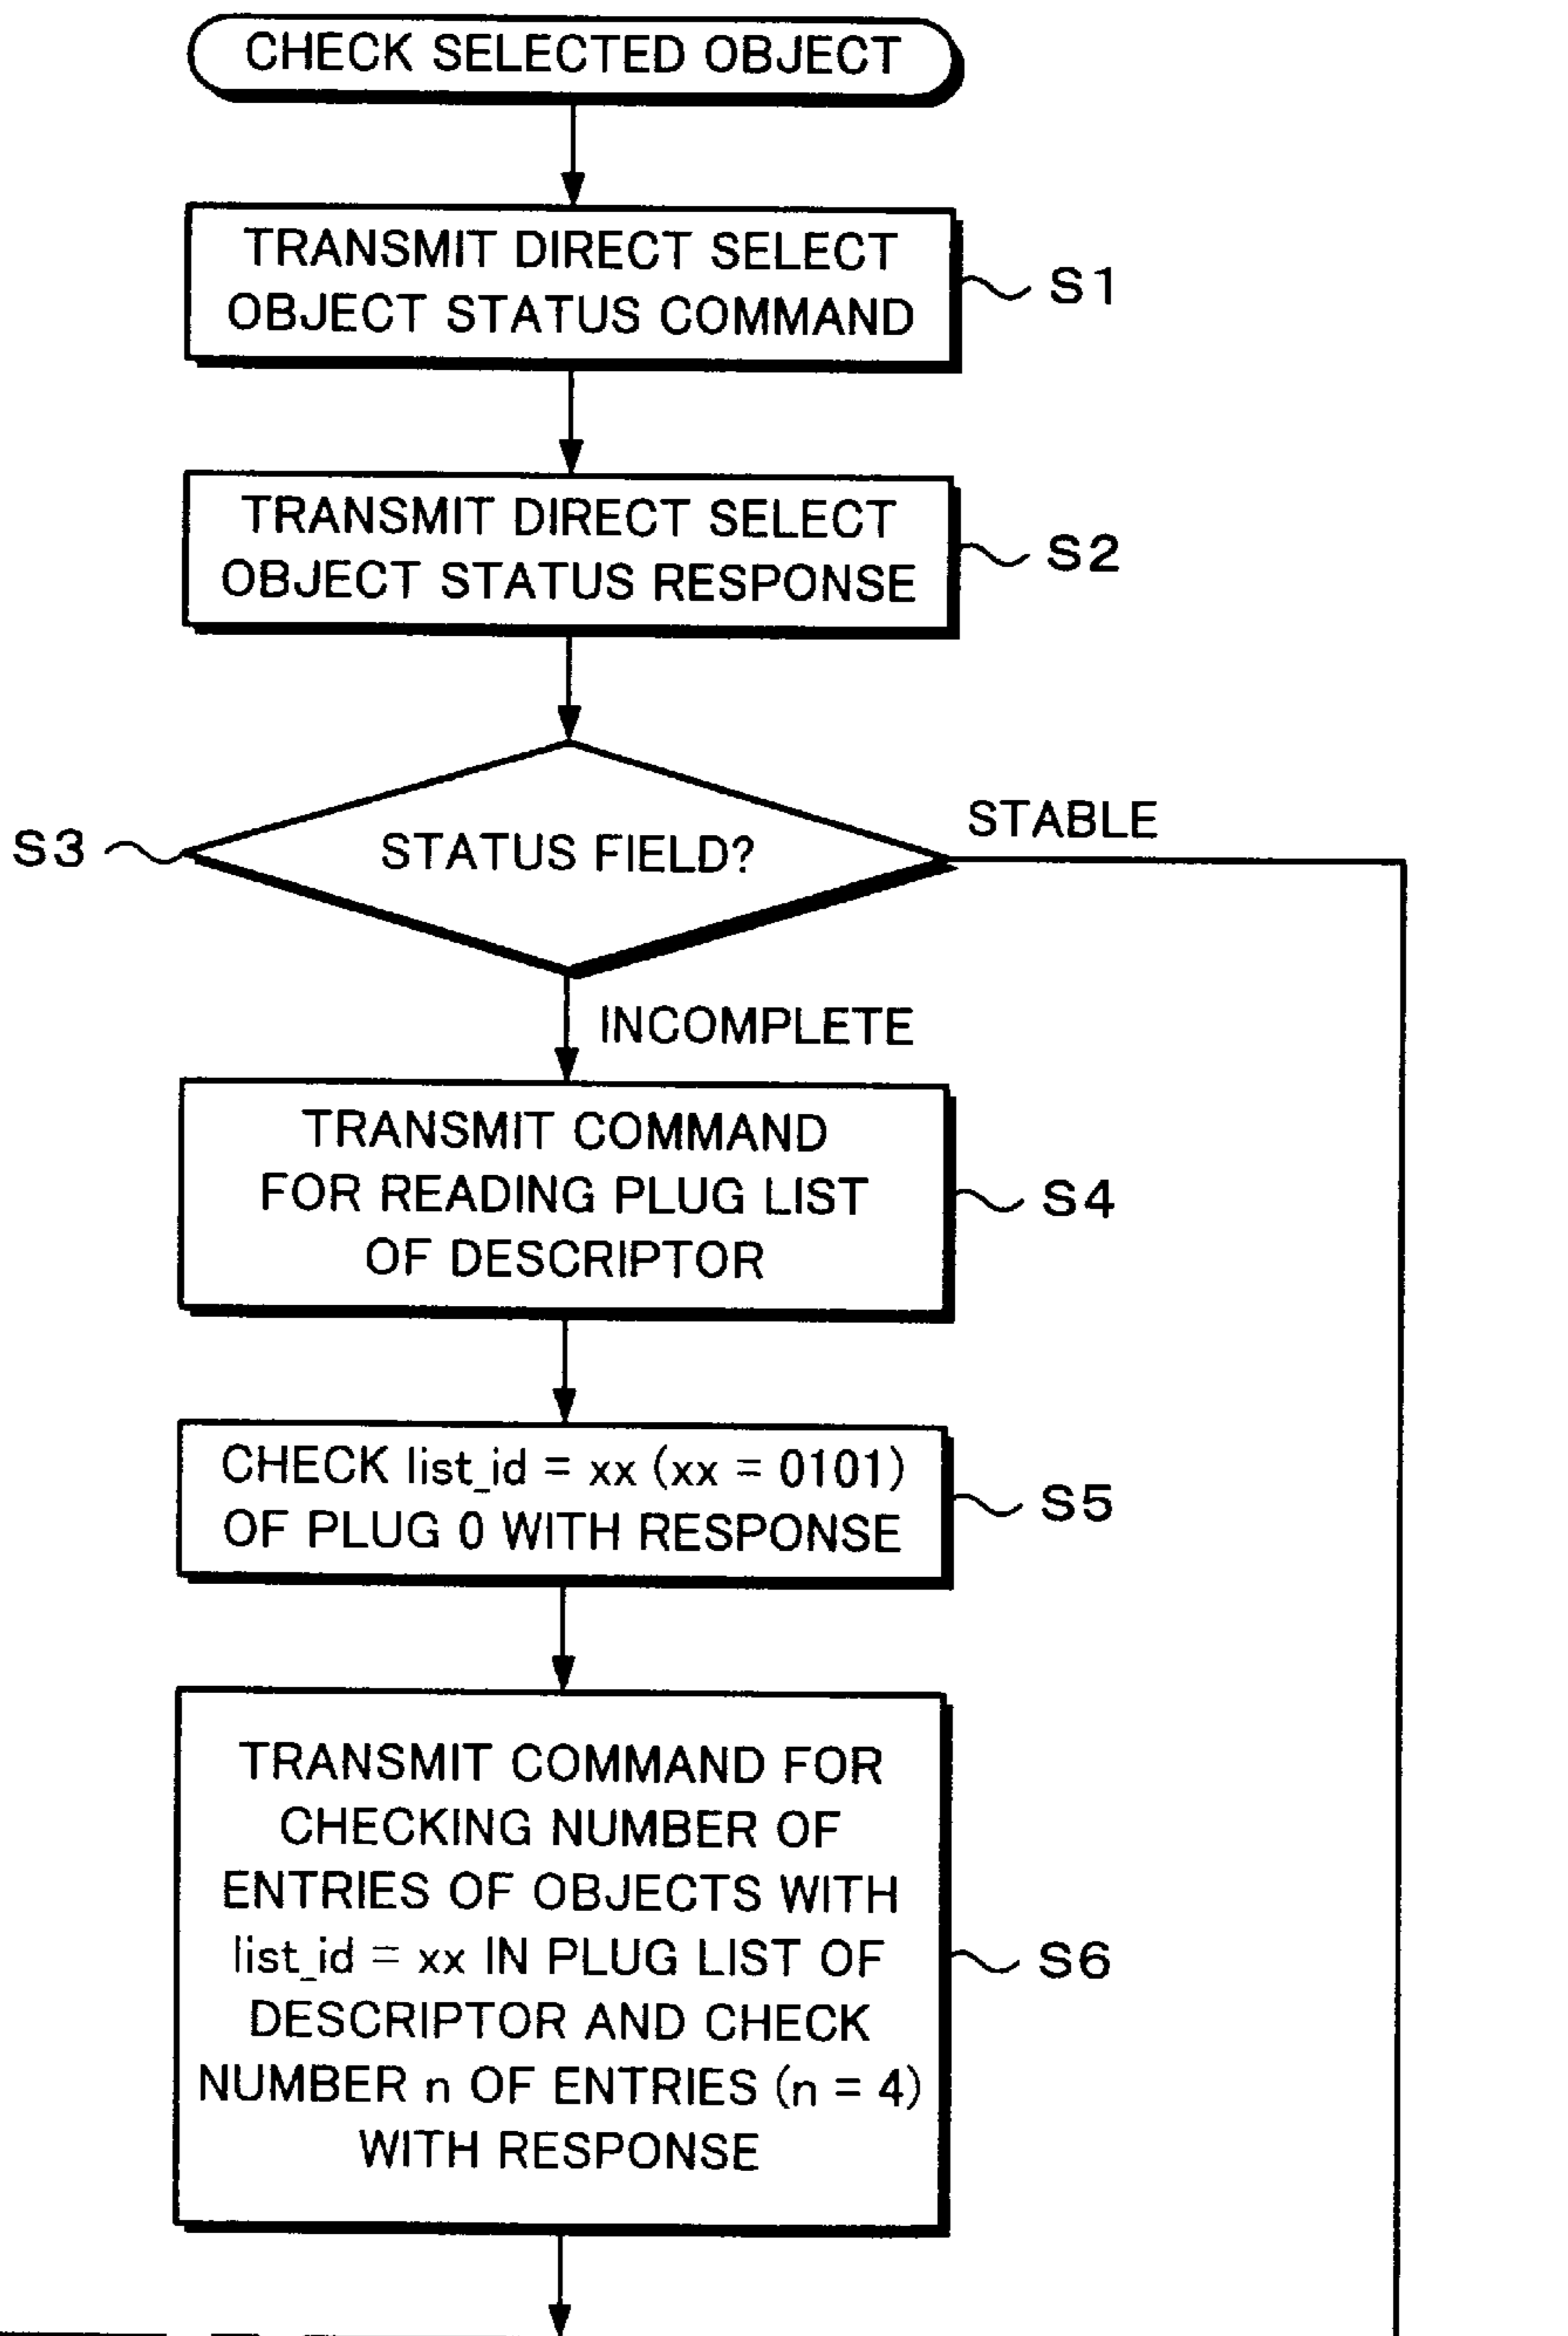 CHECK SELECTED OBJECT
TRANSMIT DIRECT SELECT
OBJECT STATUS COMMAND
S1
TRANSMIT DIRECT SELECT
OBJECT STATUS RESPONSE
S2
S3
STATUS FIELD?
STABLE
INCOMPLETE
TRANSMIT COMMAND
FOR READING PLUG LIST
OF DESCRIPTOR
S4
CHECK list_id = xx (xx = 0101)
OF PLUG 0 WITH RESPONSE
S5
TRANSMIT COMMAND FOR
CHECKING NUMBER OF
ENTRIES OF OBJECTS WITH
list_id = xx IN PLUG LIST OF
DESCRIPTOR AND CHECK
NUMBER n OF ENTRIES (n = 4)
WITH RESPONSE
S6